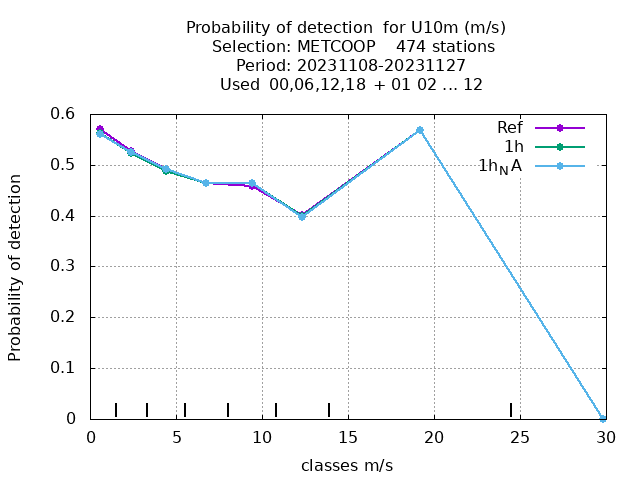 Probability of detection for U10m (m/s)
Selection: METCOOP 474 stations
Period: 20231108-20231127
Used 00,06,12,18 + 01 02 ... 12
Ref
1h
1h_NA
Probability of detection
0.6
0.5
0.4
0.3
0.2
0.1
0
0 5 10 15 20 25 30
classes m/s